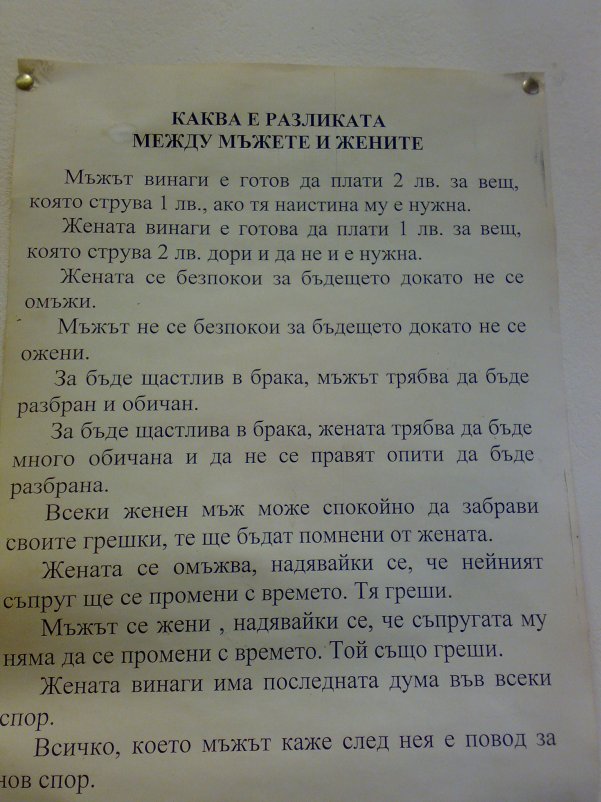 КАКВА Е РАЗЛИКАТА
МЕЖДУ МЪЖЕТЕ И ЖЕНИТЕ
Мъжът винаги е готов да плати 2 лв. за вещ,
която струва 1 лв., ако тя наистина му е нужна.
Жената винаги е готова да плати 1 лв. за вещ,
която струва 2 лв. дори и да не и е нужна.
Жената се безпокои за бъдещето докато не се
омъжи.
Мъжът не се безпокои за бъдещето докато не се
ожени.
За бъде щастлив в брака, мъжът трябва да бъде
разбран и обичан.
За бъде щастлива в брака, жената трябва да бъде
много обичана и да не се правят опити да бъде
разбрана.
Всеки женен мъж може спокойно да забрави
своите грешки, те ще бъдат помнени от жената.
Жената се омъжва, надявайки се, че нейният
съпруг ще се промени с времето. Тя греши.
Мъжът се жени , надявайки се, че съпругата му
няма да се промени с времето. Той също греши.
Жената винаги има последната дума във всеки
спор.
Всичко, което мъжът каже след нея е повод за
нов спор.